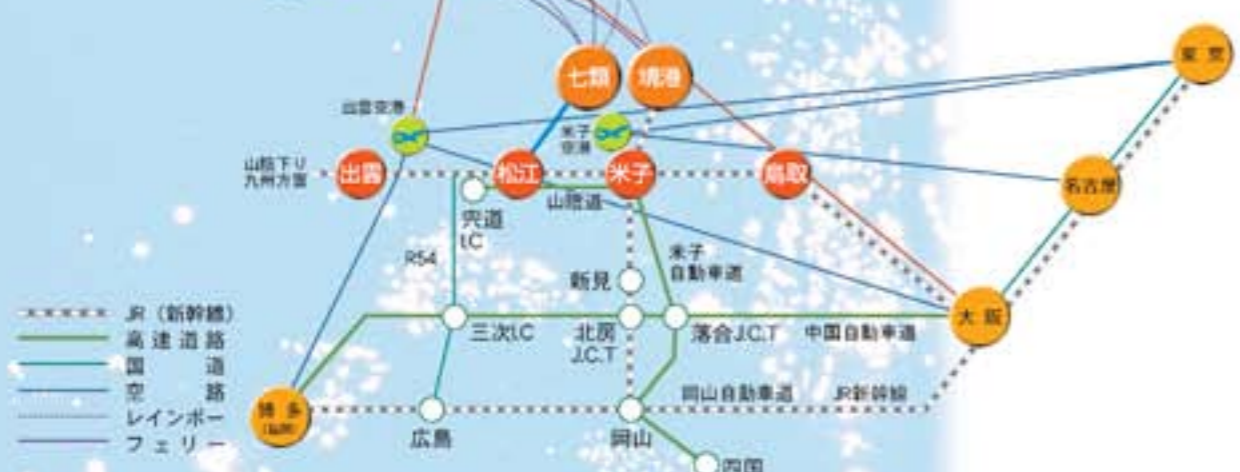 東京
七類
境港
出雲空港
米子
空港
山陰下り
九州方面
出雲
松江
米子
鳥取
名古屋
山陰道
宍道
I.C
R54
米子
自動車道
新見
大阪
三次I.C
北房
J.C.T
落合J.C.T
中国自動車道
JR（新幹線）
高速道路
国道
空路
レインボー
フェリー
岡山自動車道
JR新幹線
博多
(福岡)
広島
岡山
四国